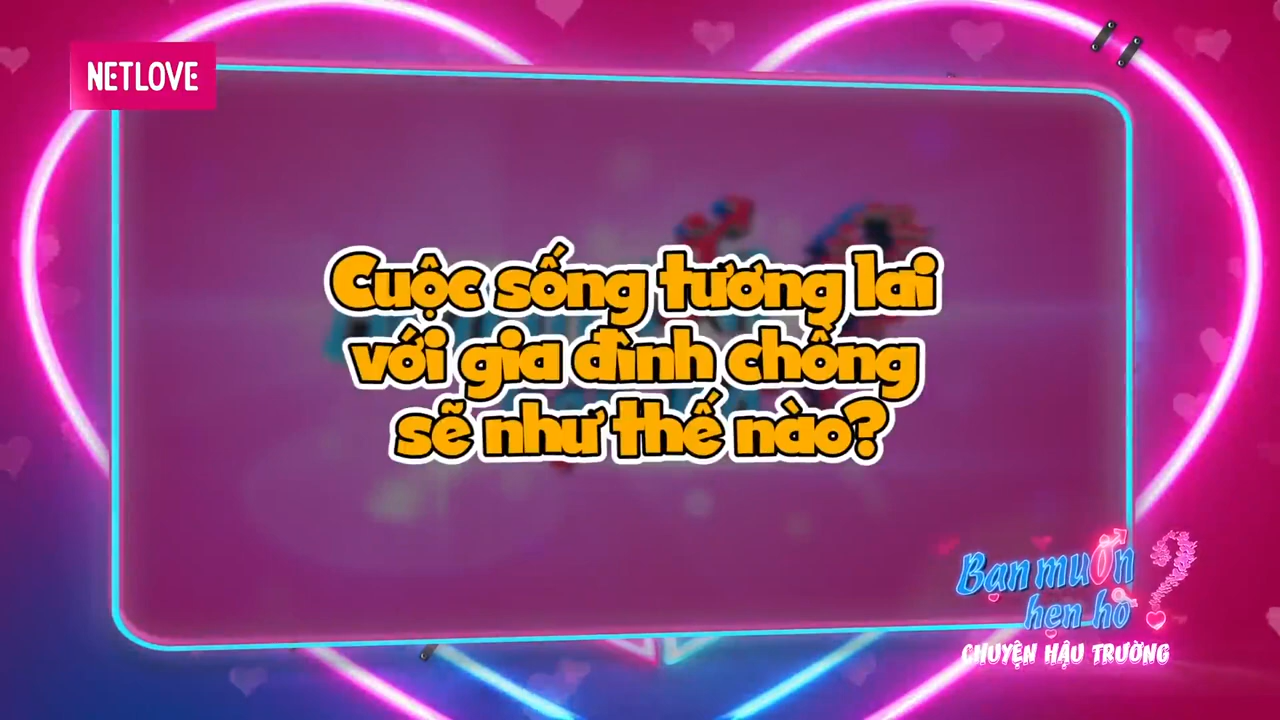 NETLOVE
Cuộc sống tương lai
với gia đình chồng
sẽ như thế nào?
Bạn muốn
hẹn hò ?
CHUYỆN HẬU TRƯỜNG